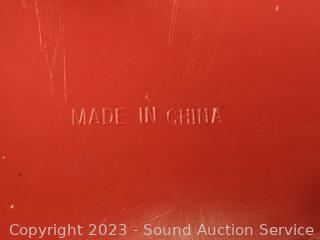 MADE IN CHINA
Copyright 2023 - Sound Auction Service